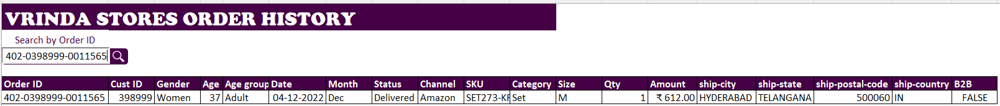 VRINDA STORES ORDER HISTORY
Search by Order ID
402-0398999-0011565
Order ID Cust ID Gender Age Age group Date Month Status Channel SKU Category Size Qty Amount ship-city ship-state ship-postal-code ship-country B2B
402-0398999-0011565 398999 Women 37 Adult 04-12-2022 Dec Delivered Amazon SET273-KR Set M 1 ₹ 612.00 HYDERABAD TELANGANA 500060 IN FALSE